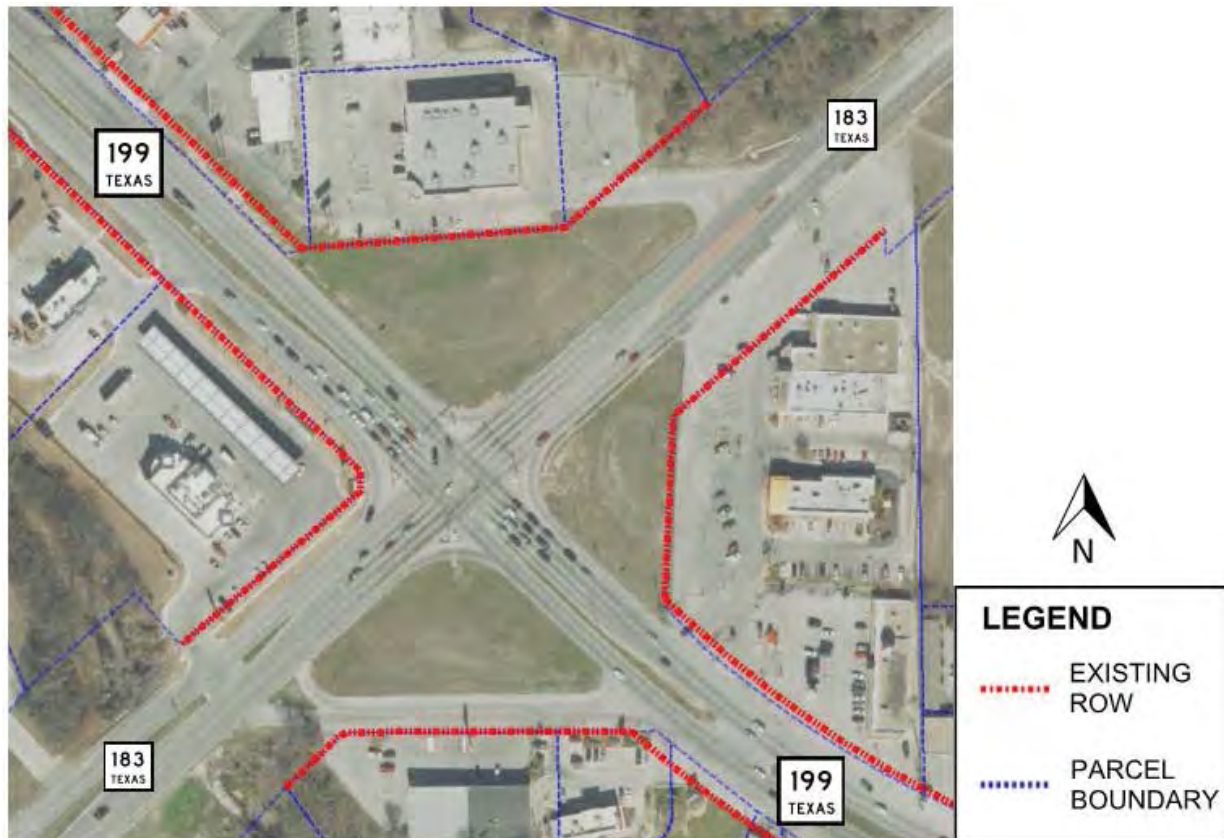 199
TEXAS
183
TEXAS
183
TEXAS
199
TEXAS
N
LEGEND
EXISTING
ROW
PARCEL
BOUNDARY